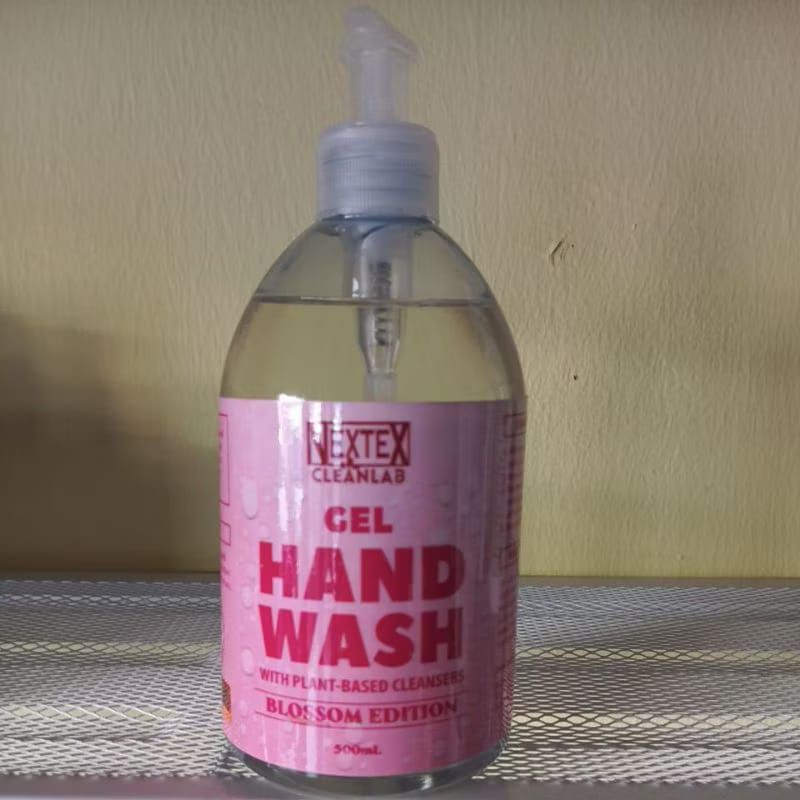 NEXTEX
CLEANLAB
GEL
HAND
WASH
WITH PLANT-BASED CLEANSERS
BLOSSOM EDITION
500mL